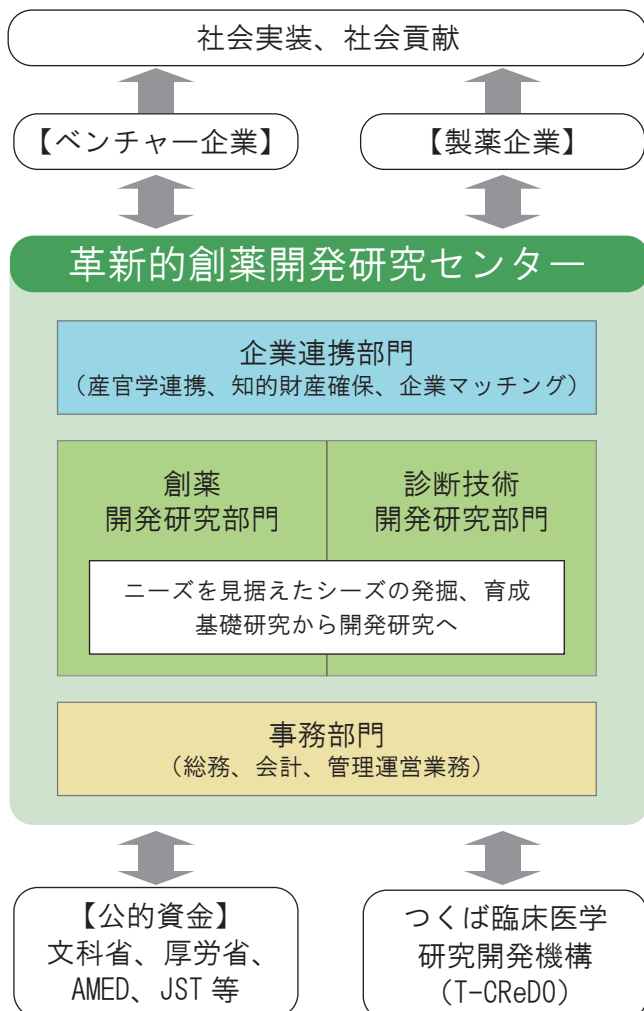 社会実装、社会貢献
【ベンチャー企業】
【製薬企業】
革新的創薬開発研究センター
企業連携部門
（産官学連携、知的財産確保、企業マッチング）
創薬
開発研究部門
診断技術
開発研究部門
ニーズを見据えたシーズの発掘、育成
基礎研究から開発研究へ
事務部門
（総務、会計、管理運営業務）
【公的資金】
文科省、厚労省、
AMED、JST 等
つくば臨床医学
研究開発機構
（T-CReDO）